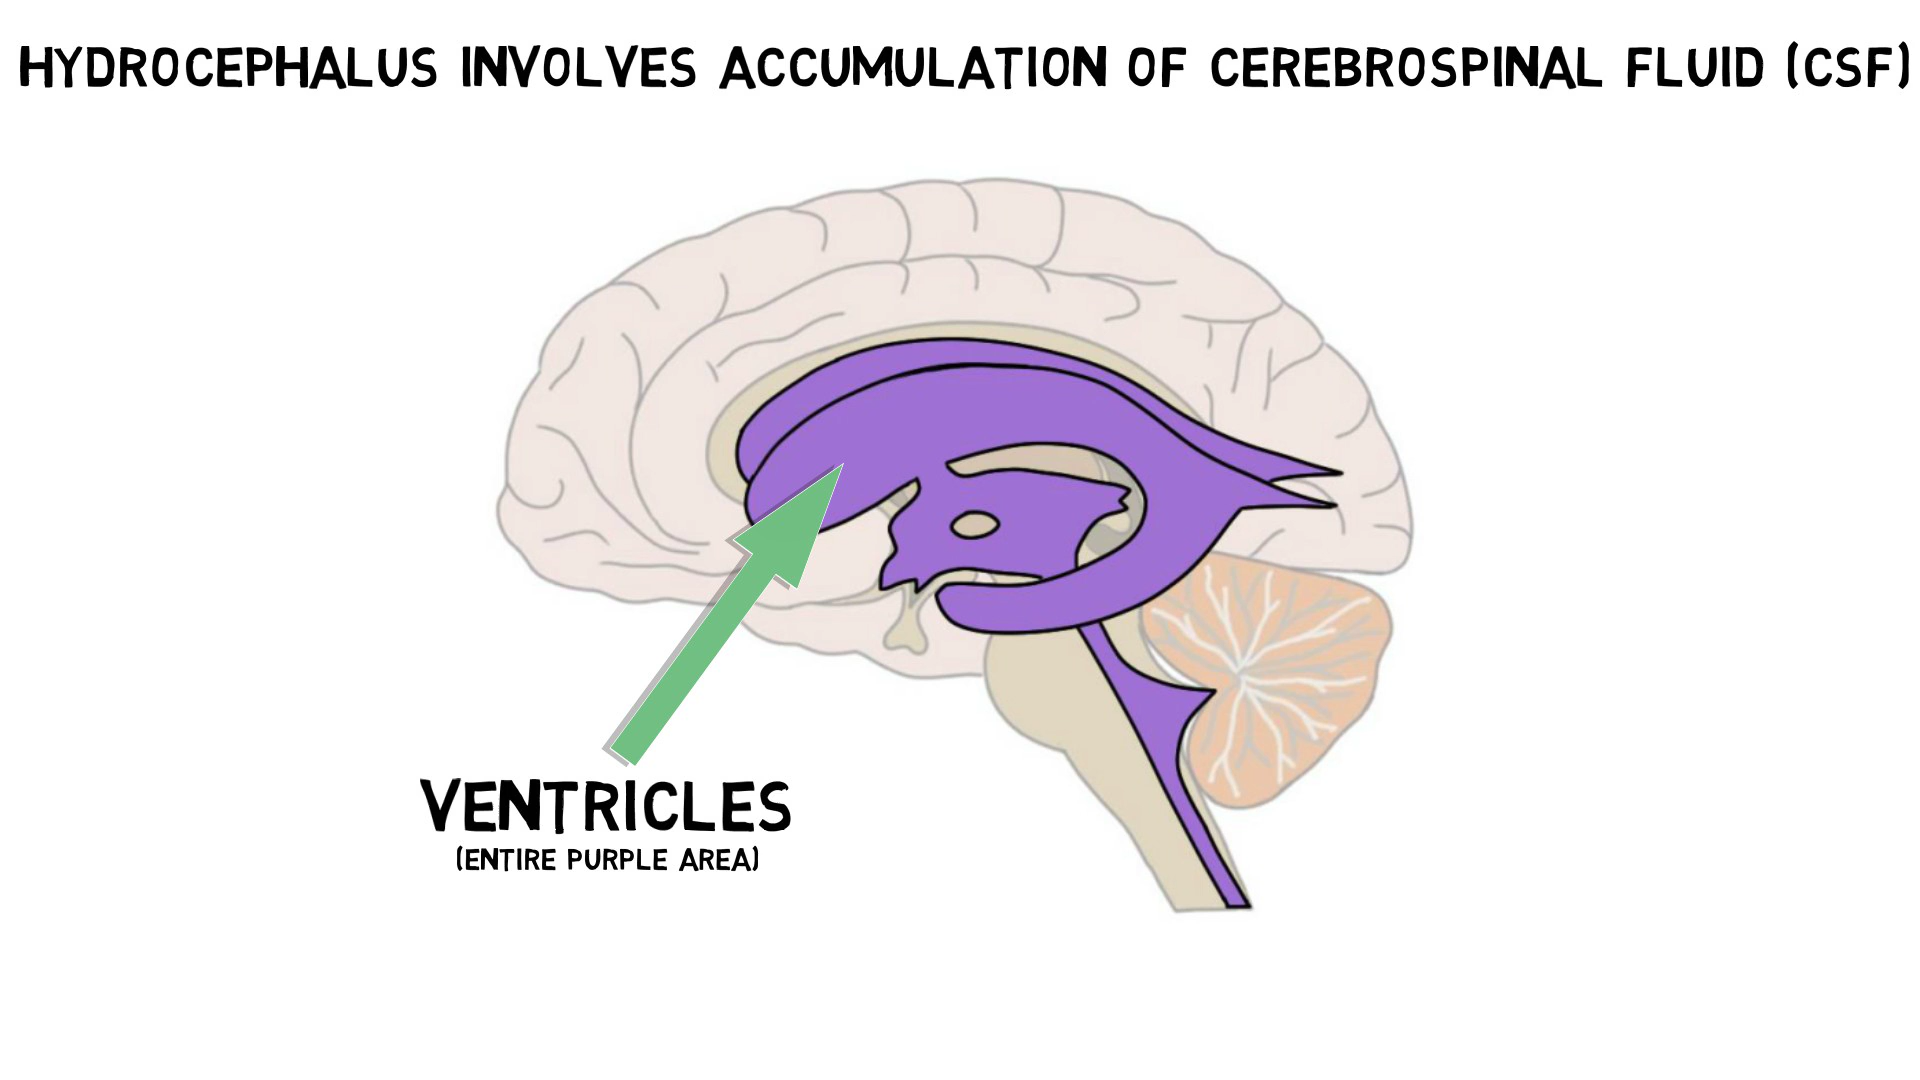 HYDROCEPHALUS INVOLVES ACCUMULATION OF CEREBROSPINAL FLUID (CSF)
VENTRICLES
(ENTIRE PURPLE AREA)